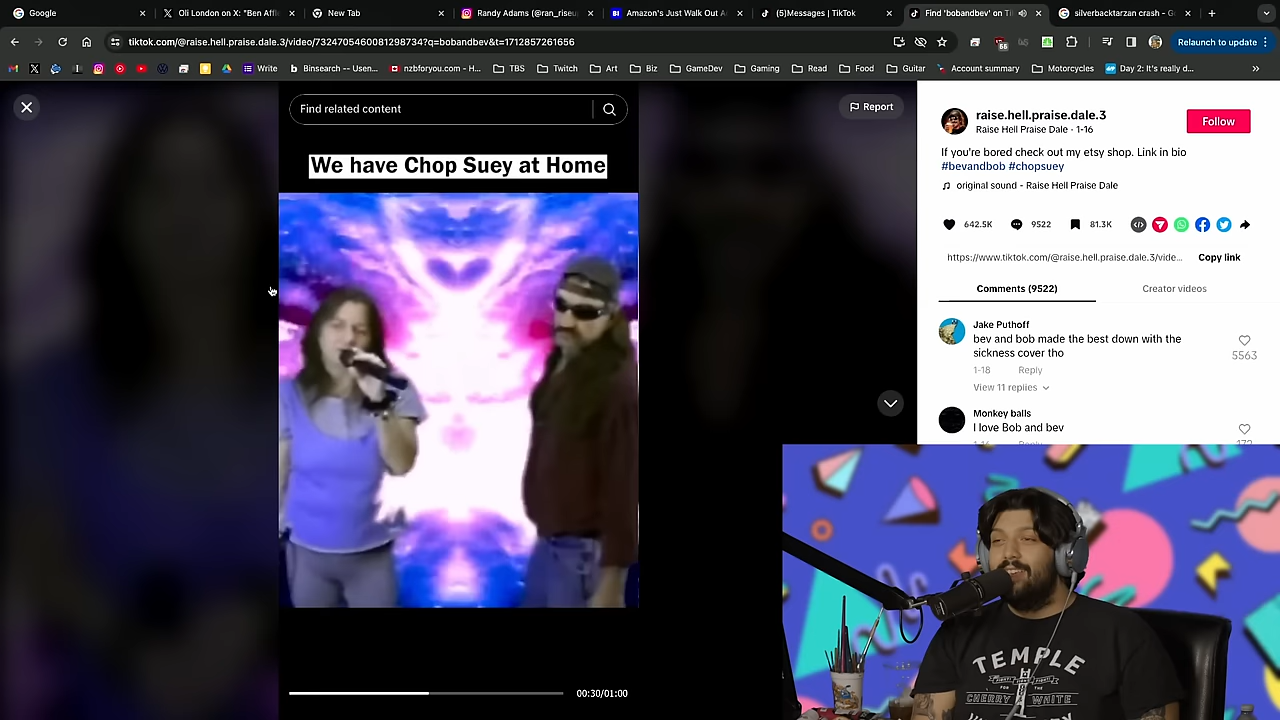 Google
Oli London on X: "Ben Affl
New Tab
Randy Adams (@ran_riseu
Amazon's Just Walk Out A
(5)Messages | TikTok
Find 'bobandbev' on Ti
silverbacktarzan crash - G
tiktok.com/@raise.hell.praise.dale.3/video/7324705460081298734?q=bobandbev&t=1712857261656
Relaunch to update
Write
Binsearch -- Usen...
nzbforyou.com - H...
TBS
Twitch
Art
Biz
GameDev
Gaming
Read
Food
Guitar
Account summary
Motorcycles
Day 2: It's really d...
Find related content
Report
We have Chop Suey at Home
00:30/01:00
raise.hell.praise.dale.3
Raise Hell Praise Dale · 1-16
Follow
If you're bored check out my etsy shop. Link in bio
#bevandbob #chopsuey
original sound - Raise Hell Praise Dale
642.5K
9522
81.3K
https://www.tiktok.com/@raise.hell.praise.dale.3/vide...
Copy link
Comments (9522)
Creator videos
Jake Puthoff
bev and bob made the best down with the
sickness cover tho
5563
1-18
Reply
View 11 replies
Monkey balls
I love Bob and bev
1-16
Reply
172
TEMPLE
FOR THE
CHERRY WHITE